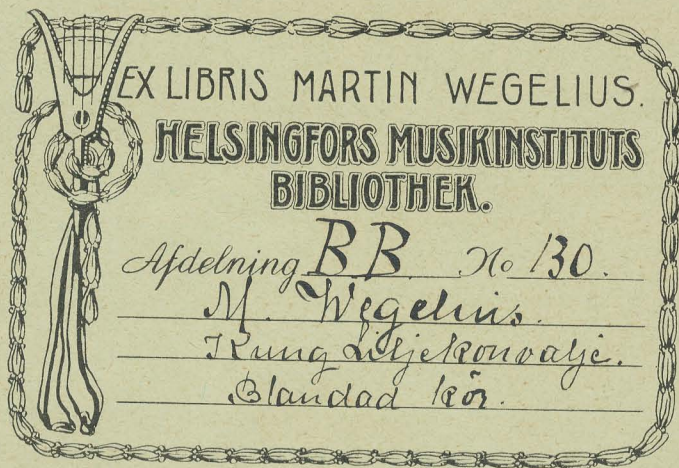 EX LIBRIS MARTIN WEGELIUS.
HELSINGFORS MUSIKINSTITUTS
BIBLIOTHEK.
Afdelning BB. No 130.
M. Wegelius.
Kung Liljekonvalje.
Blandad kör.